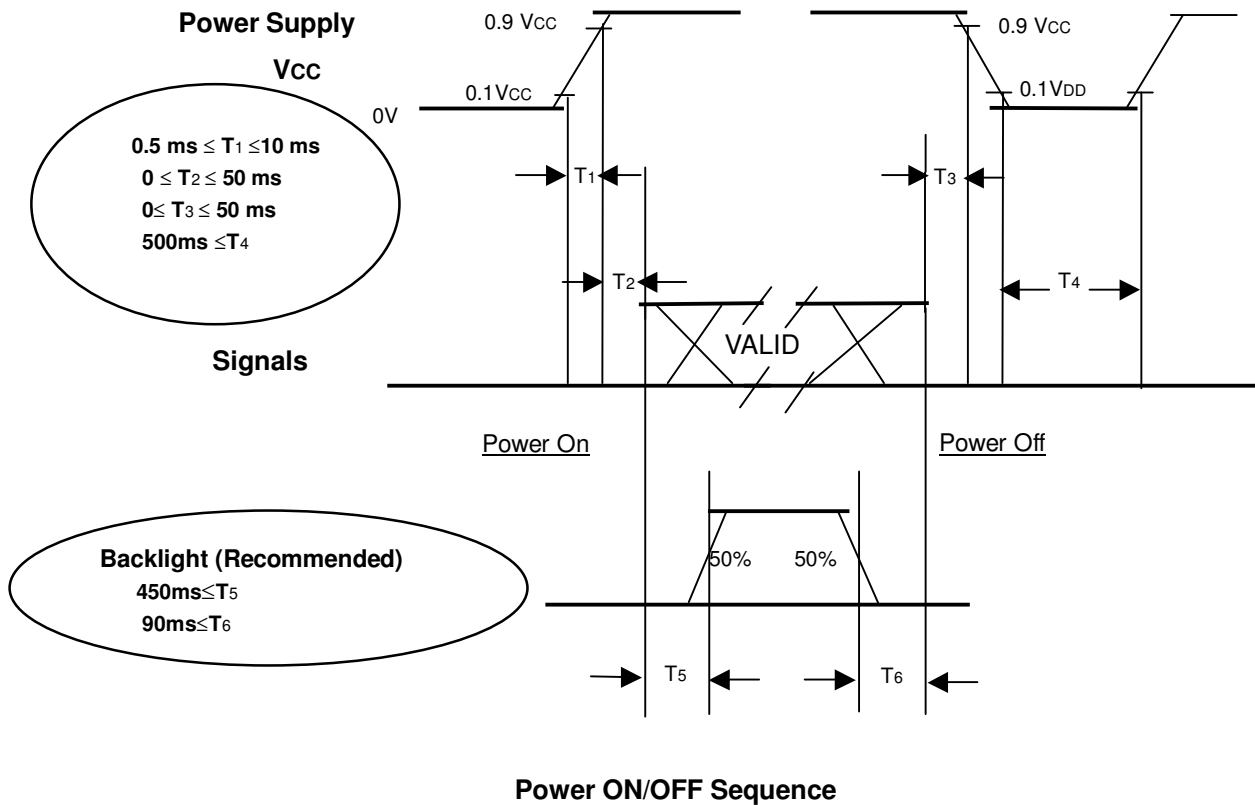 Power Supply
VCC
0.9 VCC
0.1VCC
0V
0.9 VCC
0.1VDD
0.5 ms ≤ T1 ≤10 ms
0 ≤ T2 ≤ 50 ms
0≤ T3 ≤ 50 ms
500ms ≤T4
T1
T3
T2
T4
VALID
Signals
Power On
Power Off
Backlight (Recommended)
450ms≤T5
90ms≤T6
50%
50%
T5
T6
Power ON/OFF Sequence